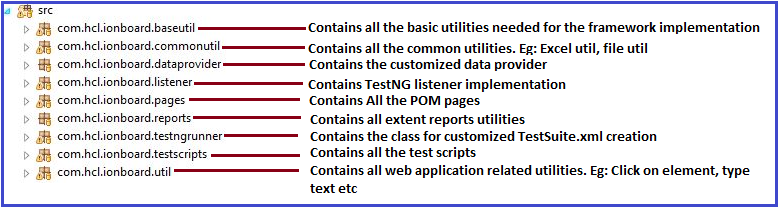 src
com.hcl.ionboard.baseutil Contains all the basic utilities needed for the framework implementation
com.hcl.ionboard.commonutil Contains all the common utilities. Eg: Excel util, file util
com.hcl.ionboard.dataprovider Contains the customized data provider
com.hcl.ionboard.listener Contains TestNG listener implementation
com.hcl.ionboard.pages Contains All the POM pages
com.hcl.ionboard.reports Contains all extent reports utilities
com.hcl.ionboard.testngrunner Contains the class for customized TestSuite.xml creation
com.hcl.ionboard.testscripts Contains all the test scripts
com.hcl.ionboard.util Contains all web application related utilities. Eg: Click on element, type
text etc